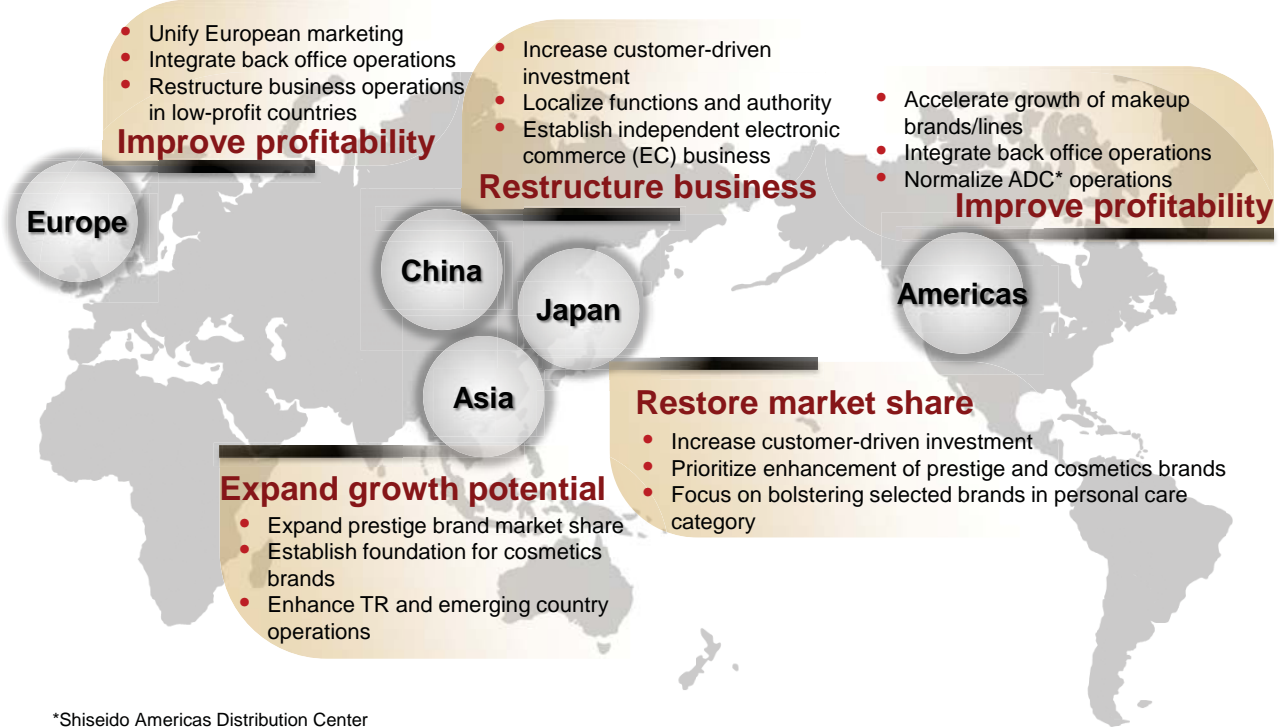 • Unify European marketing
• Integrate back office operations
• Restructure business operations
in low-profit countries
Improve profitability
Europe
• Increase customer-driven
investment
• Localize functions and authority
• Establish independent electronic
commerce (EC) business
Restructure business
China
• Accelerate growth of makeup
brands/lines
• Integrate back office operations
• Normalize ADC* operations
Improve profitability
Americas
Japan
Restore market share
• Increase customer-driven investment
• Prioritize enhancement of prestige and cosmetics brands
• Focus on bolstering selected brands in personal care
category
Asia
Expand growth potential
• Expand prestige brand market share
• Establish foundation for cosmetics
brands
• Enhance TR and emerging country
operations
*Shiseido Americas Distribution Center